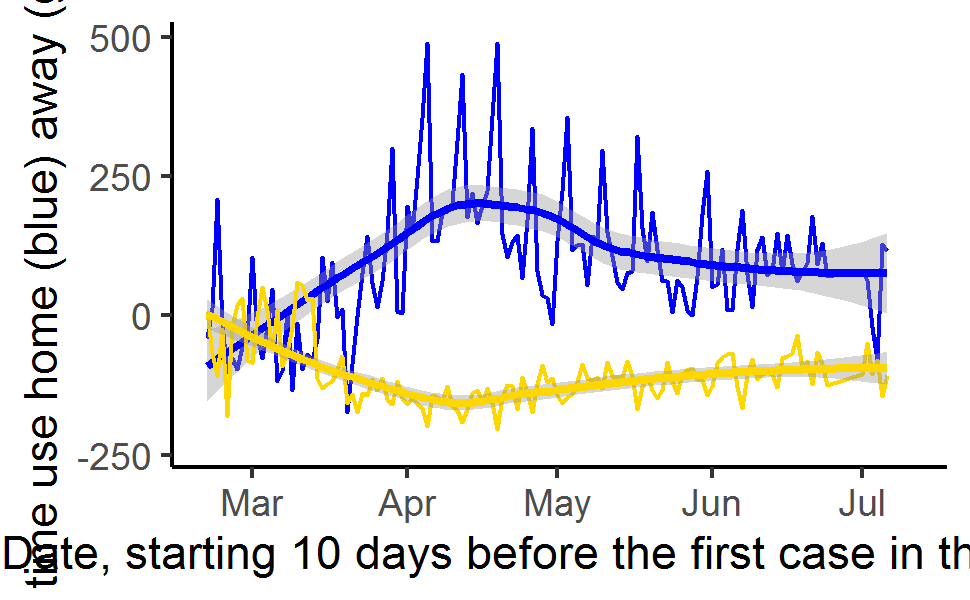 time use home (blue) away (
500
250
0
-250
Mar Apr May Jun Jul
Date, starting 10 days before the first case in th